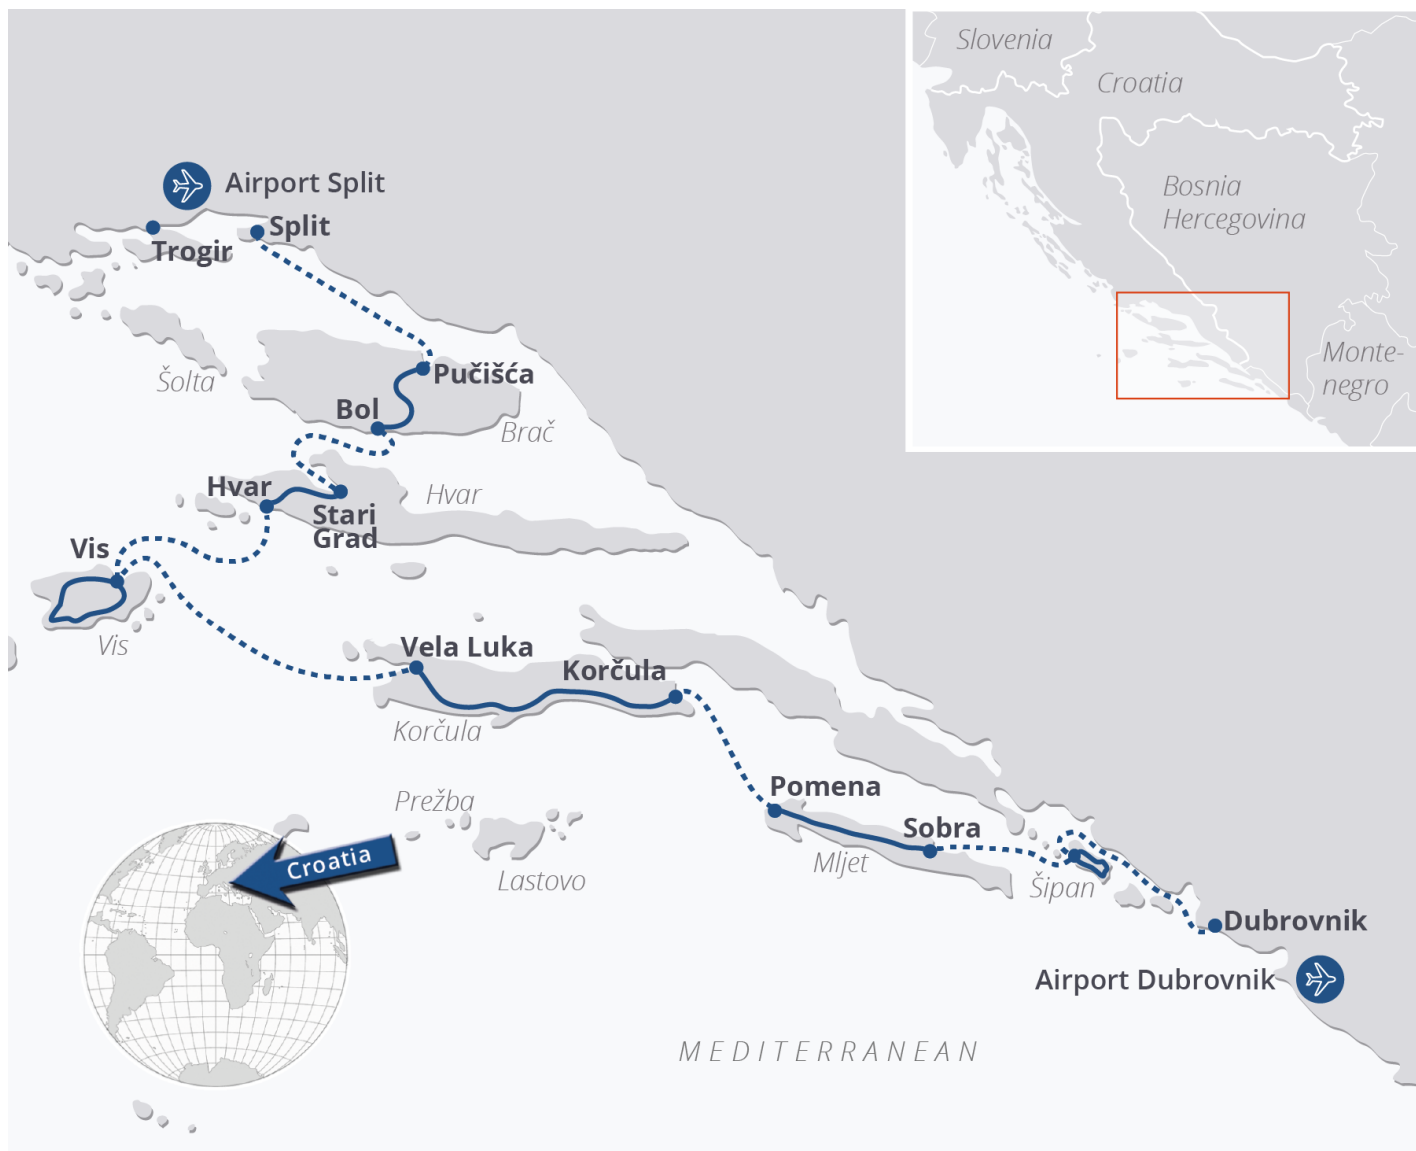 Slovenia
Croatia
Bosnia
Hercegovina
Monte-
negro
Airport Split
Split
Trogir
Šolta
Pučišća
Bol
Brač
Hvar
Hvar
Stari
Grad
Vis
Vis
Vela Luka
Korčula
Korčula
Pomena
Prežba
Sobra
Mljet
Croatia
Lastovo
Šipan
Dubrovnik
Airport Dubrovnik
MEDITERRANEAN